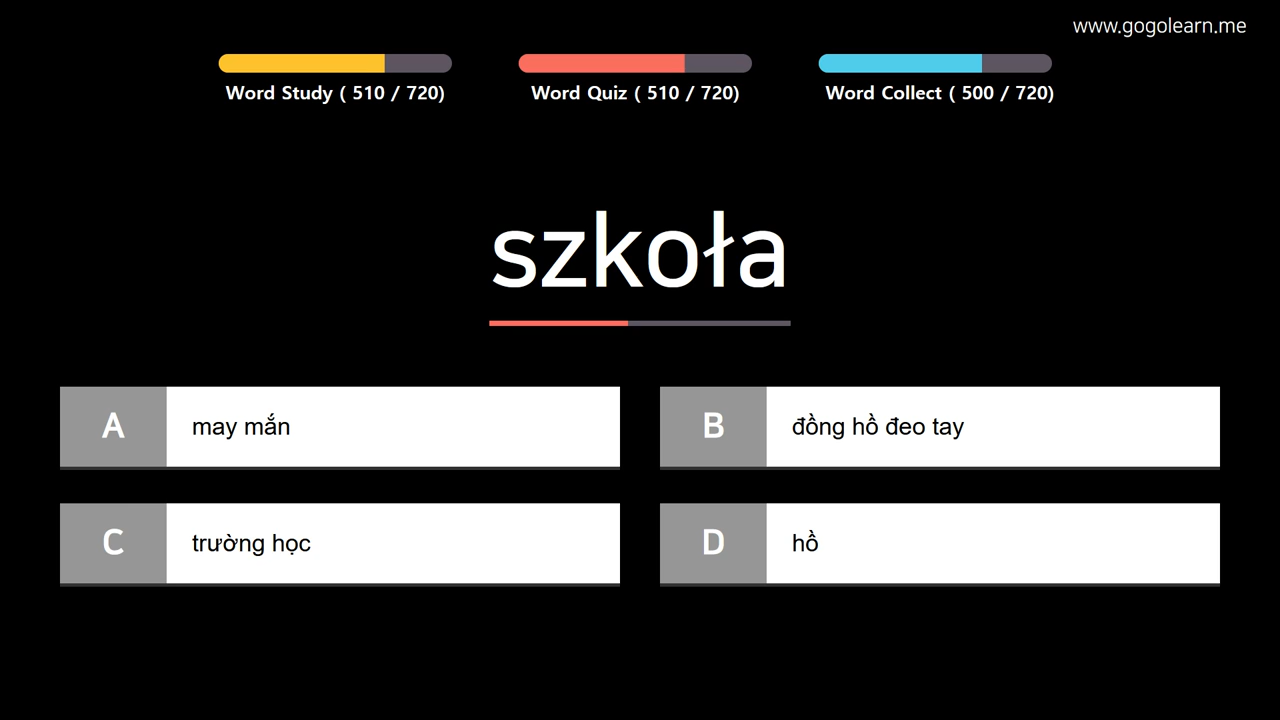 www.gogolearn.me
Word Study ( 510 / 720)
Word Quiz ( 510 / 720)
Word Collect ( 500 / 720)
szkoła
A may mắn
B đồng hồ đeo tay
C trường học
D hồ